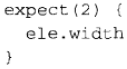 expect(2) {
  ele.width
}